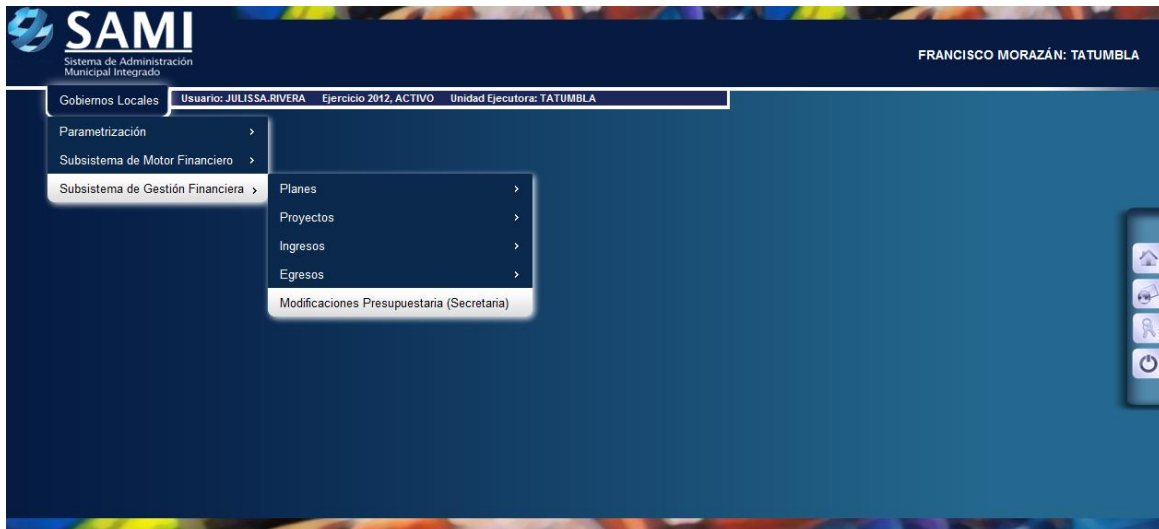 SAMI
Sistema de Administración
Municipal Integrado
FRANCISCO MORAZÁN: TATUMBLA
Gobiernos Locales
Usuario: JULISSA.RIVERA Ejercicio 2012, ACTIVO Unidad Ejecutora: TATUMBLA
Parametrización
Subsistema de Motor Financiero
Subsistema de Gestión Financiera
Planes
Proyectos
Ingresos
Egresos
Modificaciones Presupuestaria (Secretaria)